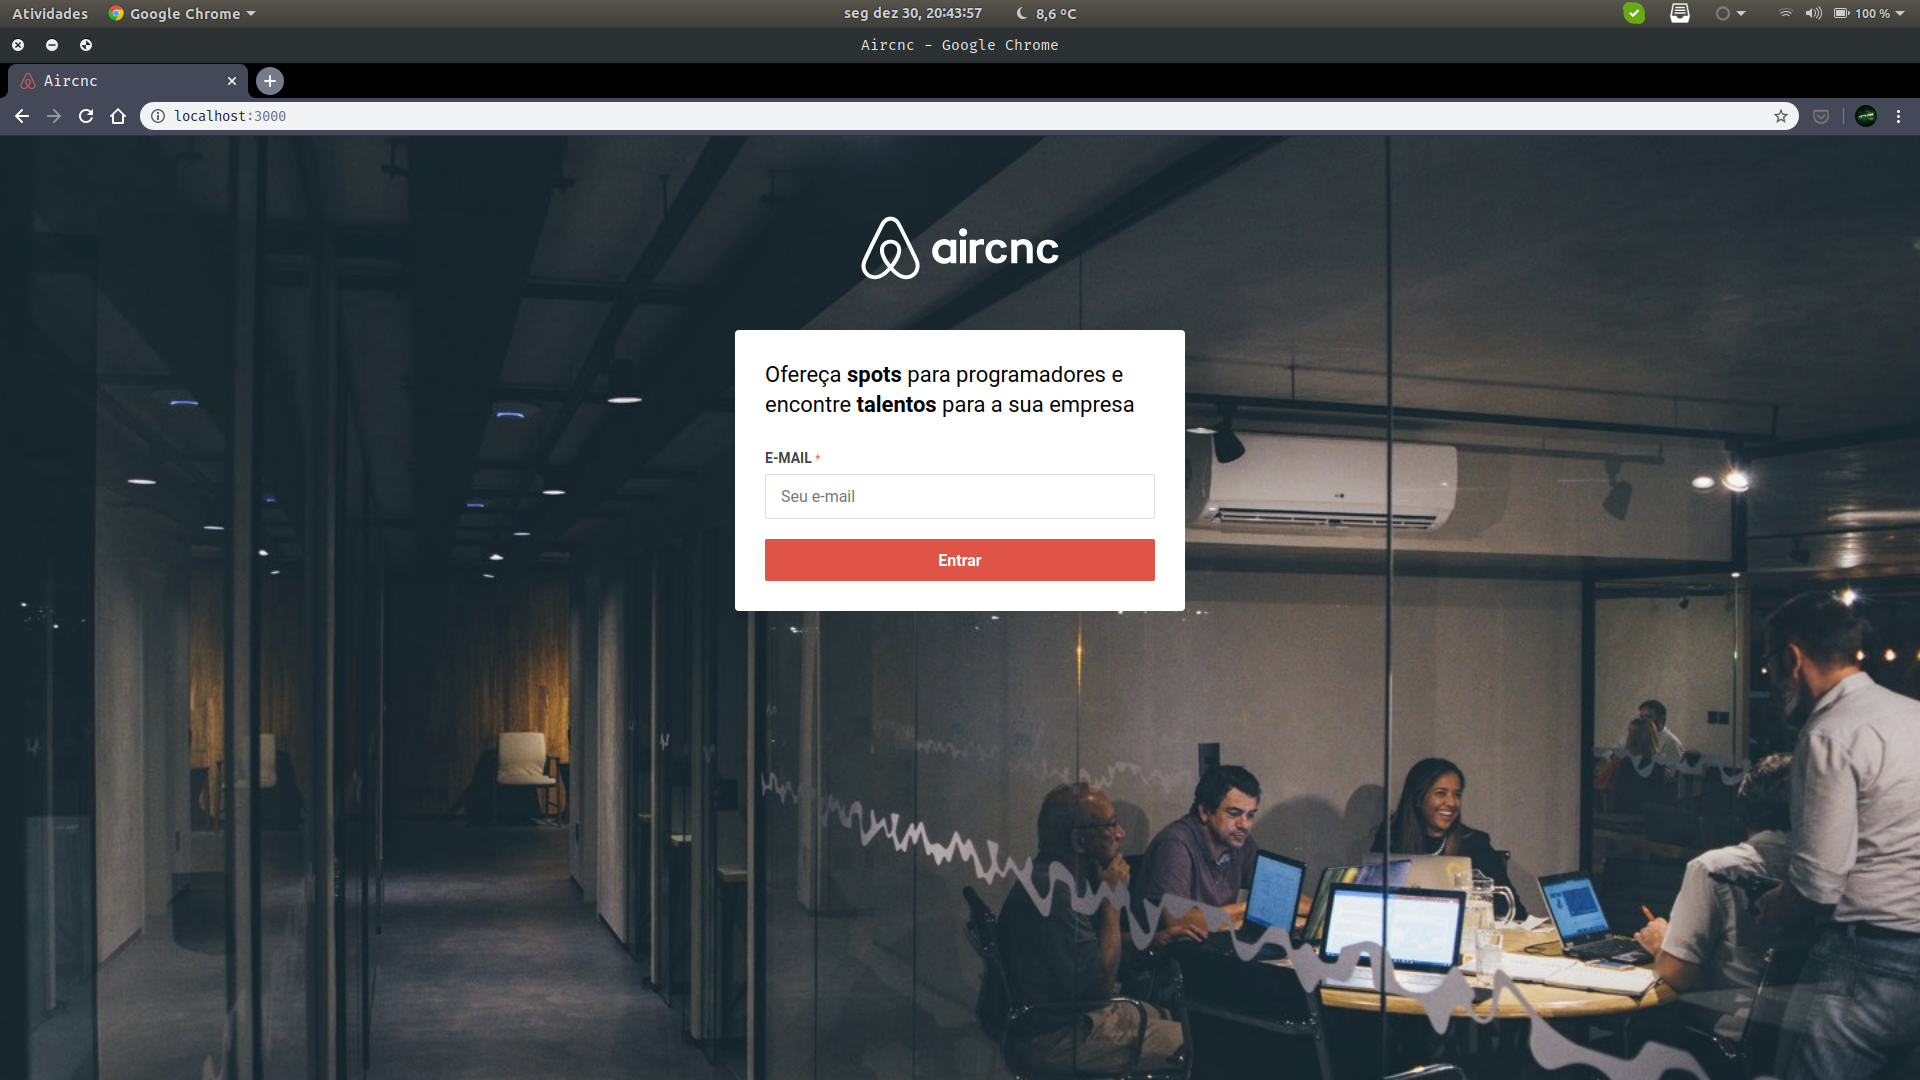 Atividades Google Chrome seg dez 30, 20:43:57 8,6 ºC 100 %
Aircnc - Google Chrome
Aircnc
localhost:3000
aircnc
Ofereça spots para programadores e
encontre talentos para a sua empresa
E-MAIL *
Seu e-mail
Entrar